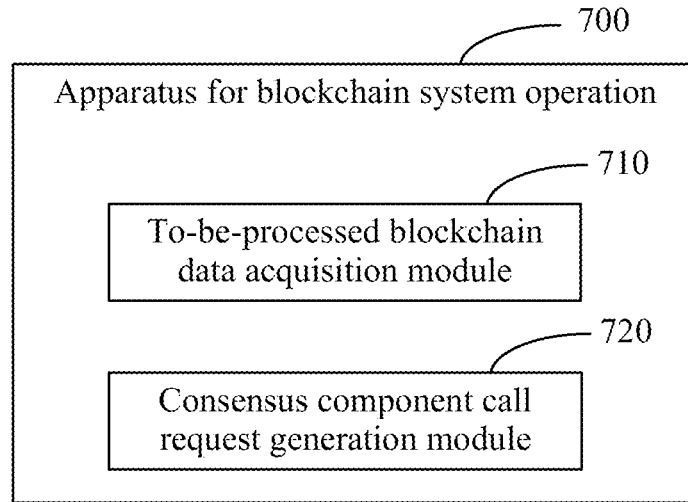 700
Apparatus for blockchain system operation
710
To-be-processed blockchain
data acquisition module
720
Consensus component call
request generation module